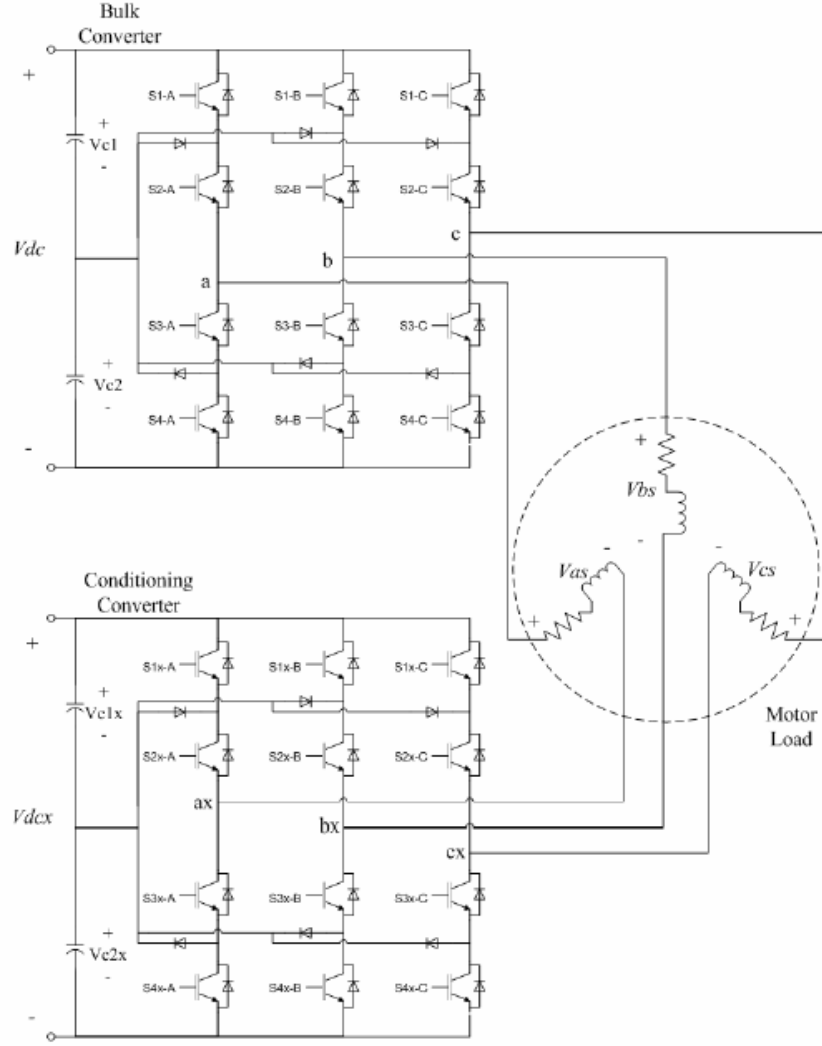 Bulk
Converter
+
S1-A
S1-B
S1-C
+
Vc1
-
S2-A
S2-B
S2-C
c
Vdc
b
a
S3-A
S3-B
S3-C
+
Vc2
-
S4-A
S4-B
S4-C
-
+
Vbs
-
-
-
Vas
Vcs
+
+
Motor
Load
Conditioning
Converter
+
S1x-A
S1x-B
S1x-C
+
Vc1x
-
S2x-A
S2x-B
S2x-C
ax
Vdcx
bx
cx
S3x-A
S3x-B
S3x-C
+
Vc2x
-
S4x-A
S4x-B
S4x-C
-